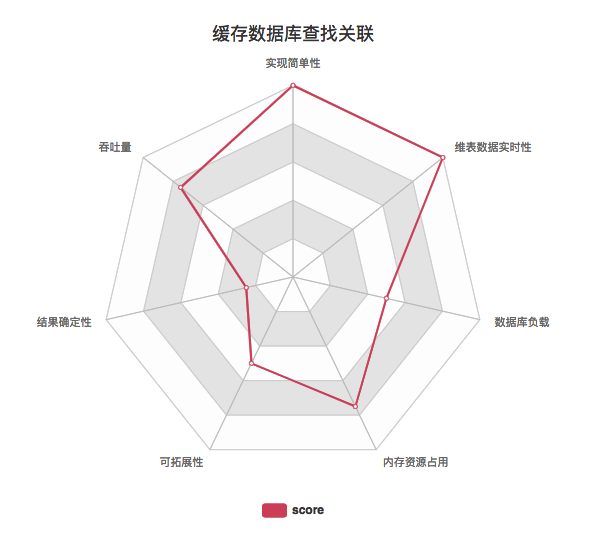 缓存数据库查找关联
实现简单性
吞吐量
维表数据实时性
结果确定性
数据库负载
可拓展性
内存资源占用
score